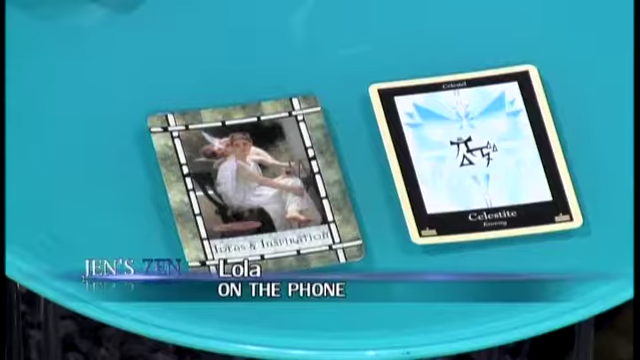 Celestial
Ideas & Inspiration
Celestite
Knowing
JEN'S ZEN
Lola
ON THE PHONE